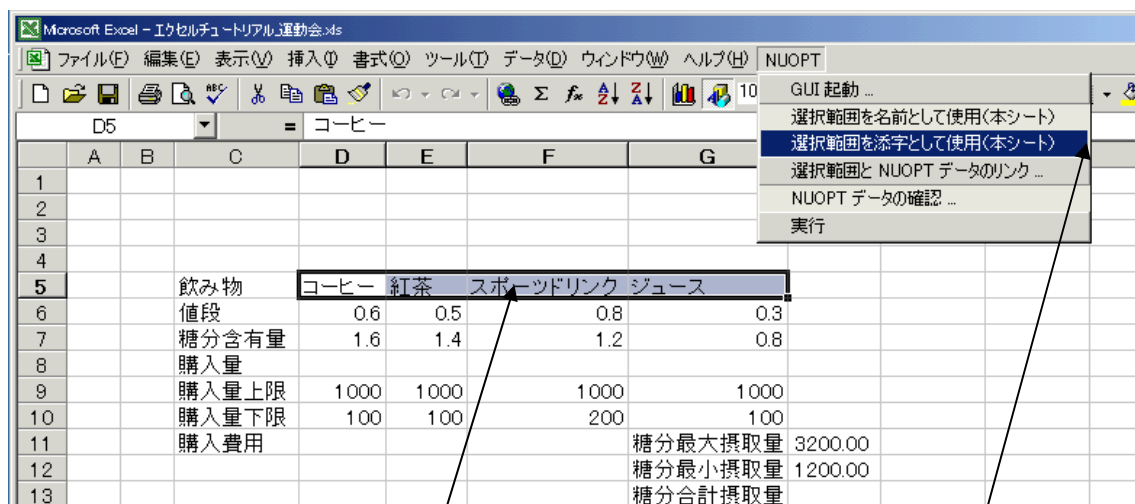 Microsoft Excel - エクセルチュートリアル_運動会.xls
ファイル(F) 編集(E) 表示(V) 挿入(I) 書式(O) ツール(T) データ(D) ウィンドウ(W) ヘルプ(H) NUOPT
GUI 起動 ...
選択範囲を名前として使用(本シート)
選択範囲を添字として使用(本シート)
選択範囲と NUOPT データのリンク ...
NUOPT データの確認 ...
実行
10
D5 = コーヒー
A B C D E F G
1
2
3
4
5 飲み物 コーヒー 紅茶 スポーツドリンク ジュース
6 値段 0.6 0.5 0.8 0.3
7 糖分含有量 1.6 1.4 1.2 0.8
8 購入量
9 購入量上限 1000 1000 1000 1000
10 購入量下限 100 100 200 100
11 購入費用 糖分最大摂取量 3200.00
12 糖分最小摂取量 1200.00
13 糖分合計摂取量